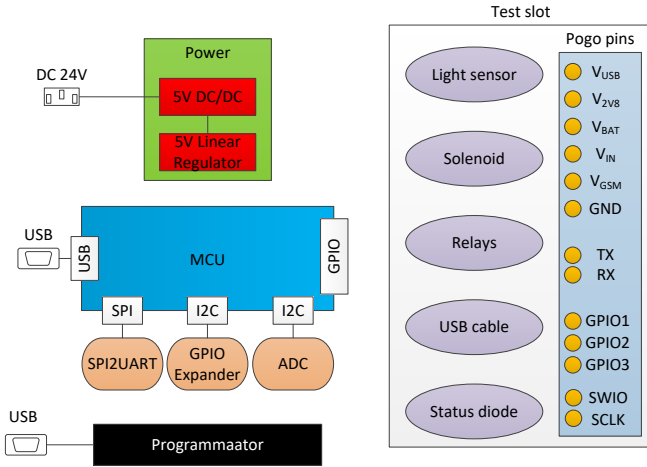 Test slot
Power
DC 24V
5V DC/DC
5V Linear
Regulator
USB
USB
MCU
GPIO
SPI
I2C
I2C
SPI2UART
GPIO
Expander
ADC
USB
Programmaator
Light sensor
Solenoid
Relays
USB cable
Status diode
Pogo pins
VUSB
V2V8
VBAT
VIN
VGSM
GND
TX
RX
GPIO1
GPIO2
GPIO3
SWIO
SCLK